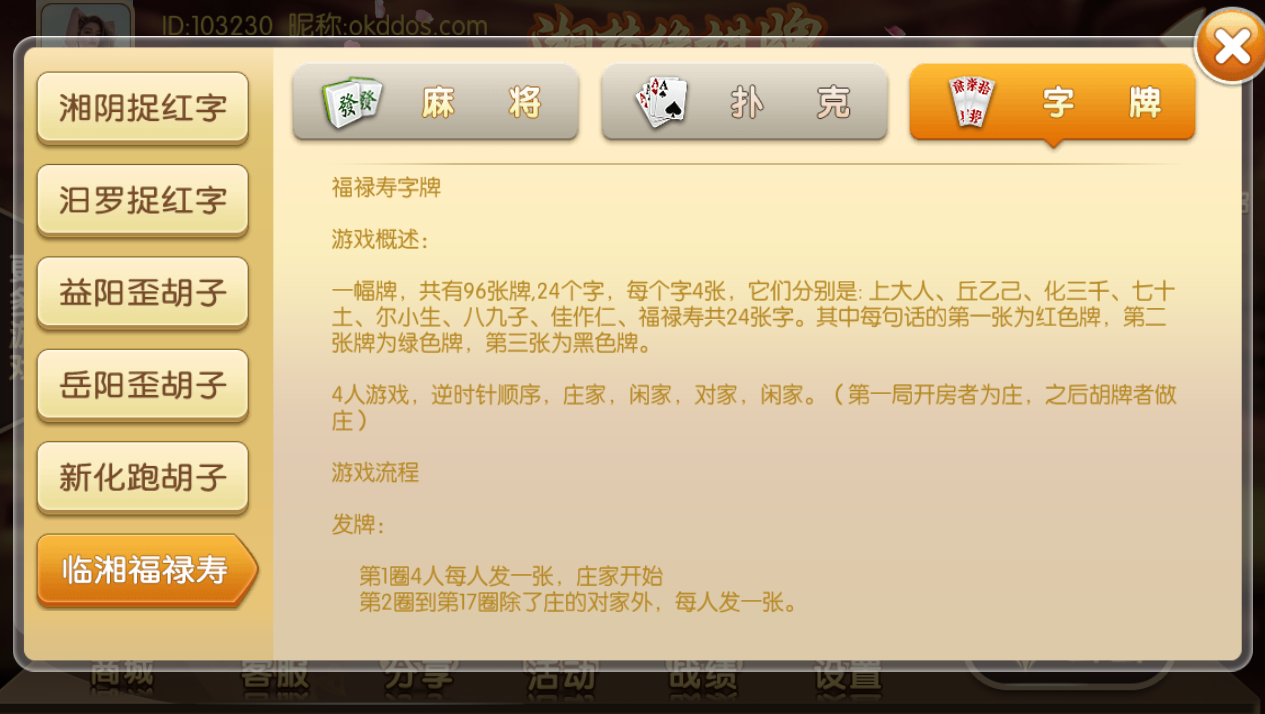 ID:103230 昵称:okddos.com
湘阴捉红字
汨罗捉红字
益阳歪胡子
岳阳歪胡子
新化跑胡子
临湘福禄寿
麻将
扑克
字牌
福禄寿字牌
游戏概述:
一幅牌，共有96张牌,24个字，每个字4张，它们分别是: 上大人、丘乙己、化三千、七十
土、尔小生、八九子、佳作仁、福禄寿共24张字。其中每句话的第一张为红色牌，第二
张牌为绿色牌，第三张为黑色牌。
4人游戏，逆时针顺序，庄家，闲家，对家，闲家。（第一局开房者为庄，之后胡牌者做
庄）
游戏流程
发牌:
第1圈4人每人发一张，庄家开始
第2圈到第17圈除了庄的对家外，每人发一张。
商城
客服
分享
活动
战绩
设置